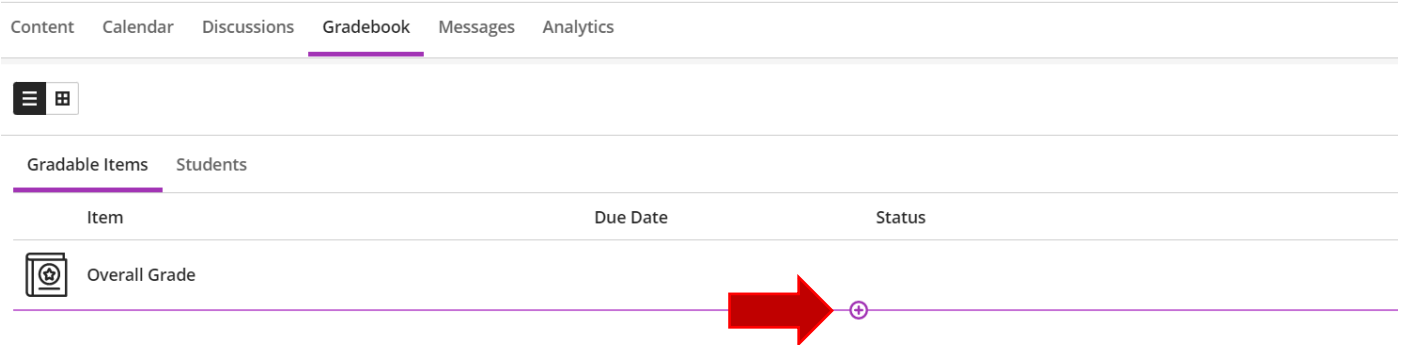 Content Calendar Discussions Gradebook Messages Analytics
Gradable Items Students
Item Due Date Status
Overall Grade